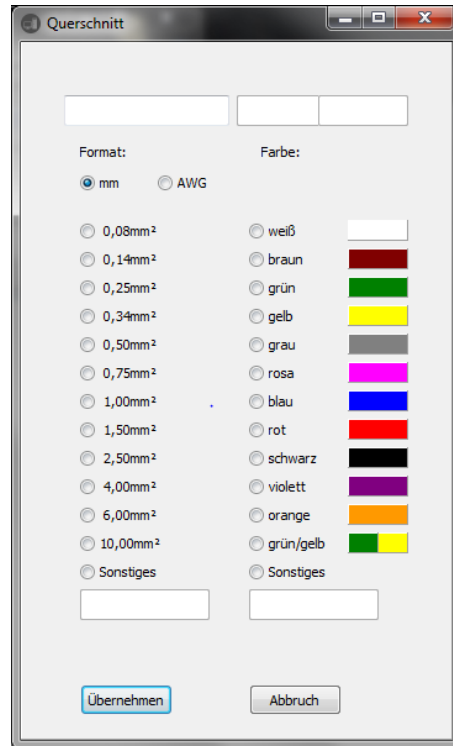 Querschnitt
Format: Farbe:
mm AWG
0,08mm² weiß
0,14mm² braun
0,25mm² grün
0,34mm² gelb
0,50mm² grau
0,75mm² rosa
1,00mm² blau
1,50mm² rot
2,50mm² schwarz
4,00mm² violett
6,00mm² orange
10,00mm² grün/gelb
Sonstiges Sonstiges
Übernehmen Abbruch